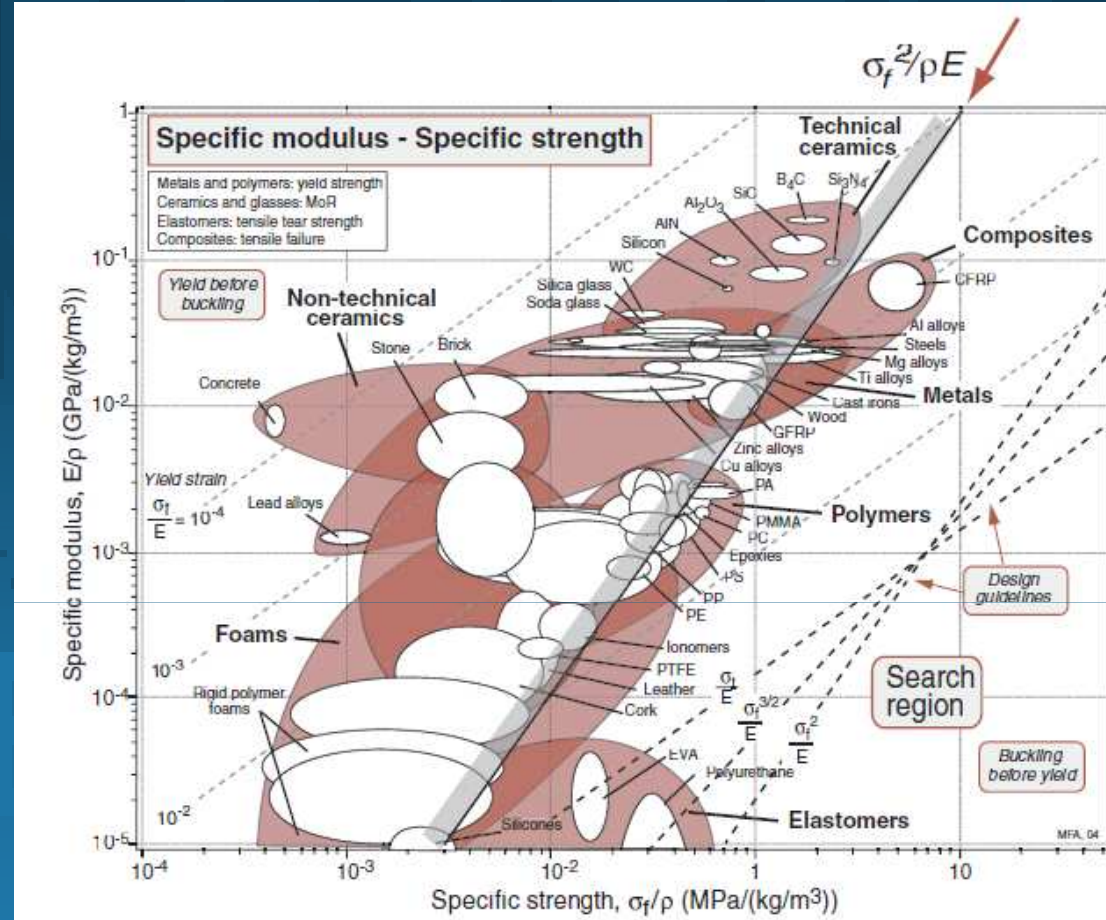 σf²/ρE
1
Specific modulus - Specific strength
Metals and polymers: yield strength
Ceramics and glasses: MoR
Elastomers: tensile tear strength
Composites: tensile failure
Technical
ceramics
B4C
Si3N4
SiC
Al2O3
AlN
Silicon
WC
Silica glass
Soda glass
Composites
CFRP
10-1
Yield before
buckling
Non-technical
ceramics
Stone
Brick
Concrete
Al alloys
Steels
Mg alloys
Ti alloys
Metals
Cast irons
Wood
GFRP
Zinc alloys
Cu alloys
10-2
Yield strain
σf
E
= 10-4
Lead alloys
PA
PMMA
PC
Epoxies
PS
PP
PE
Polymers
10-3
Design
guidelines
Foams
Ionomers
PTFE
Leather
Cork
10-3
10-4
Rigid polymer
foams
σf
E
σf3/2
E
σf2
E
Search
region
Buckling
before yield
EVA
Polyurethane
Silicones
Elastomers
10-2
10-5
MFA, 04
10-4
10-3
10-2
10-1
1
10
Specific modulus, E/ρ (GPa/(kg/m3))
Specific strength, σf/ρ (MPa/(kg/m3))